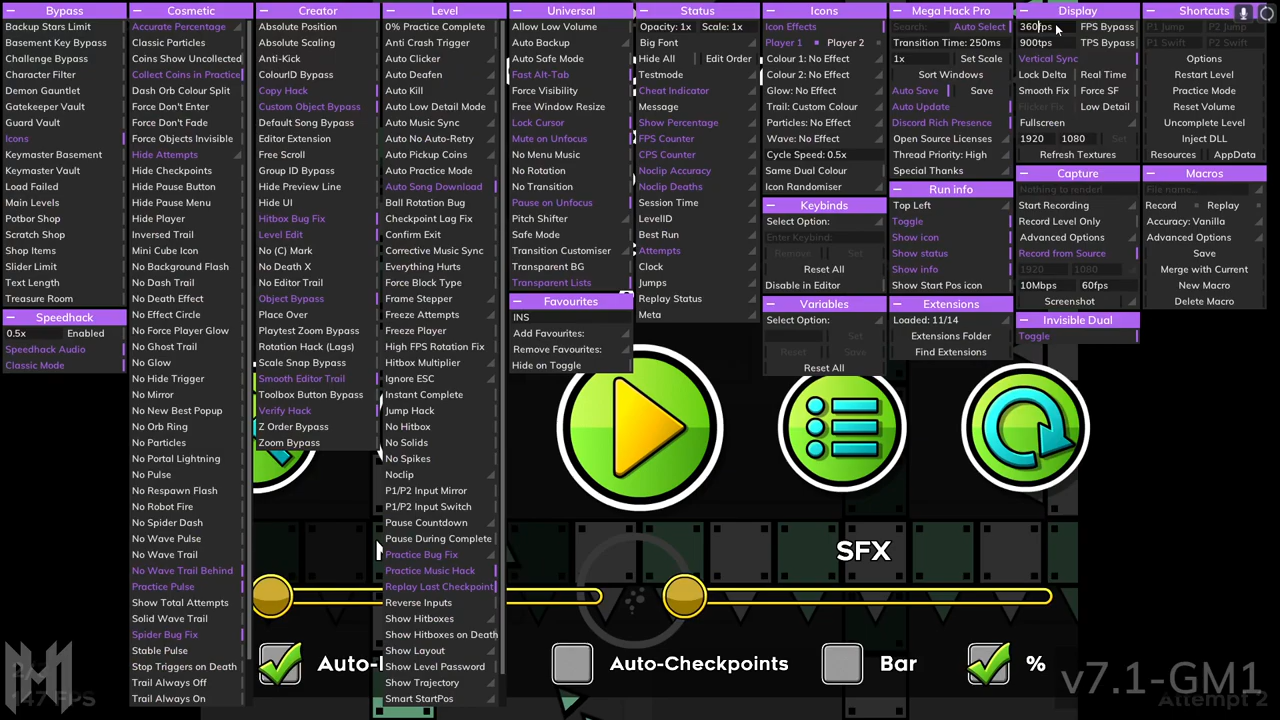 Bypass
Backup Stars Limit
Basement Key Bypass
Challenge Bypass
Character Filter
Demon Gauntlet
Gatekeeper Vault
Guard Vault
Icons
Keymaster Basement
Keymaster Vault
Load Failed
Main Levels
Potbor Shop
Scratch Shop
Shop Items
Slider Limit
Text Length
Treasure Room
Speedhack
0.5x Enabled
Speedhack Audio
Classic Mode
Cosmetic
Accurate Percentage
Classic Particles
Coins Show Uncollected
Collect Coins in Practice
Dash Orb Colour Split
Don't Force Enter
Force Don't Fade
Force Objects Invisible
Hide Attempts
Hide Checkpoints
Hide Pause Button
Hide Pause Menu
Hide Player
Inversed Trail
Mini Cube Icon
No Background Flash
No Dash Trail
No Death Effect
No Effect Circle
No Force Player Glow
No Ghost Trail
No Glow
No Hide Trigger
No Mirror
No New Best Popup
No Orb Ring
No Particles
No Portal Lightning
No Pulse
No Respawn Flash
No Robot Fire
No Spider Dash
No Wave Pulse
No Wave Trail
No Wave Trail Behind
Practice Pulse
Show Total Attempts
Solid Wave Trail
Spider Bug Fix
Stable Pulse
Stop Triggers on Death
Trail Always Off
Trail Always On
Creator
Absolute Position
Absolute Scaling
Anti-Kick
ColourID Bypass
Copy Hack
Custom Object Bypass
Default Song Bypass
Editor Extension
Free Scroll
Group ID Bypass
Hide Preview Line
Hide UI
Hitbox Bug Fix
Level Edit
No (C) Mark
No Death X
No Editor Trail
Object Bypass
Place Over
Playtest Zoom Bypass
Rotation Hack (Lags)
Scale Snap Bypass
Smooth Editor Trail
Toolbox Button Bypass
Verify Hack
Z Order Bypass
Zoom Bypass
Level
0% Practice Complete
Anti Crash Trigger
Auto Clicker
Auto Deafen
Auto Kill
Auto Low Detail Mode
Auto Music Sync
Auto No Auto-Retry
Auto Pickup Coins
Auto Practice Mode
Auto Song Download
Ball Rotation Bug
Checkpoint Lag Fix
Confirm Exit
Corrective Music Sync
Everything Hurts
Force Block Type
Frame Stepper
Freeze Attempts
Freeze Player
High FPS Rotation Fix
Hitbox Multiplier
Ignore ESC
Instant Complete
Jump Hack
No Hitbox
No Solids
No Spikes
Noclip
P1/P2 Input Mirror
P1/P2 Input Switch
Pause Countdown
Pause During Complete
Practice Bug Fix
Practice Music Hack
Replay Last Checkpoint
Reverse Inputs
Show Hitboxes
Show Hitboxes on Death
Show Layout
Show Level Password
Show Trajectory
Smart StartPos
Universal
Allow Low Volume
Auto Backup
Auto Safe Mode
Fast Alt-Tab
Force Visibility
Free Window Resize
Lock Cursor
Mute on Unfocus
No Menu Music
No Rotation
No Transition
Pause on Unfocus
Pitch Shifter
Safe Mode
Transition Customiser
Transparent BG
Transparent Lists
Favourites
INS
Add Favourites:
Remove Favourites:
Hide on Toggle
Status
Opacity: 1x Scale: 1x
Big Font
Hide All Edit Order
Testmode
Cheat Indicator
Message
Show Percentage
FPS Counter
CPS Counter
Noclip Accuracy
Noclip Deaths
Session Time
LevelID
Best Run
Attempts
Clock
Jumps
Replay Status
Meta
Icons
Icon Effects
Player 1 Player 2
Colour 1: No Effect
Colour 2: No Effect
Glow: No Effect
Trail: Custom Colour
Particles: No Effect
Wave: No Effect
Cycle Speed: 0.5x
Same Dual Colour
Icon Randomiser
Keybinds
Select Option:
Enter Keybind:
Remove Set
Reset All
Disable in Editor
Variables
Select Option:
Set
Reset Save
Reset All
Mega Hack Pro
Search: Auto Select
Transition Time: 250ms
1x Set Scale
Sort Windows
Auto Save Save
Auto Update
Discord Rich Presence
Open Source Licenses
Thread Priority: High
Special Thanks
Run info
Top Left
Toggle
Show icon
Show status
Show info
Show Start Pos icon
Extensions
Loaded: 11/14
Extensions Folder
Find Extensions
Display
360fps FPS Bypass
900tps TPS Bypass
Vertical Sync
Lock Delta Real Time
Smooth Fix Force SF
Flicker Fix Low Detail
Fullscreen
1920 1080 Set
Refresh Textures
Capture
Nothing to render!
Start Recording
Record Level Only
Advanced Options
Record from Source
1920 1080
10Mbps 60fps
Screenshot
Invisible Dual
Toggle
Shortcuts
P1 Jump P2 Jump
P1 Swift P2 Swift
Options
Restart Level
Practice Mode
Reset Volume
Uncomplete Level
Inject DLL
Resources AppData
Macros
File name...
Record Replay
Accuracy: Vanilla
Advanced Options
Save
Merge with Current
New Macro
Delete Macro
SFX
Auto-Checkpoints
Bar
%
v7.1-GM1
Attempt 2
147 FPS